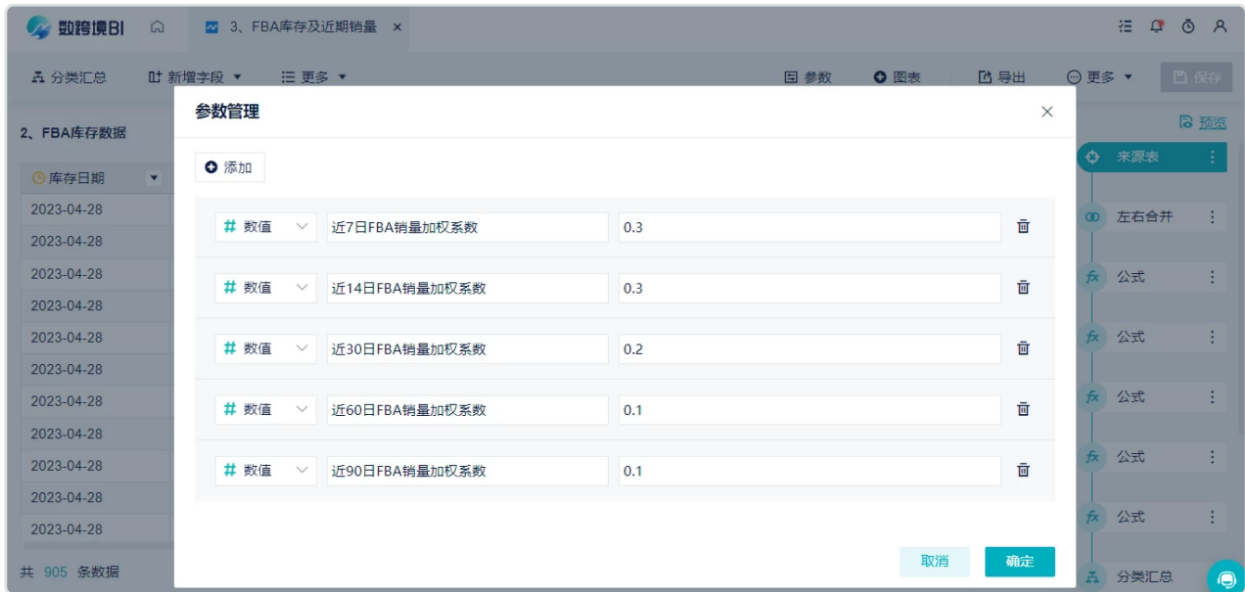 数跨境BI
3、FBA库存及近期销量 ×
分类汇总 新增字段 更多 参数 图表 导出 更多 保存
2、FBA库存数据
预览
库存日期
2023-04-28
2023-04-28
2023-04-28
2023-04-28
2023-04-28
2023-04-28
2023-04-28
2023-04-28
2023-04-28
2023-04-28
2023-04-28
共 905 条数据
参数管理
添加
# 数值 近7日FBA销量加权系数 0.3
# 数值 近14日FBA销量加权系数 0.3
# 数值 近30日FBA销量加权系数 0.2
# 数值 近60日FBA销量加权系数 0.1
# 数值 近90日FBA销量加权系数 0.1
取消 确定
来源表
左右合并
fx 公式
fx 公式
fx 公式
fx 公式
fx 公式
分类汇总